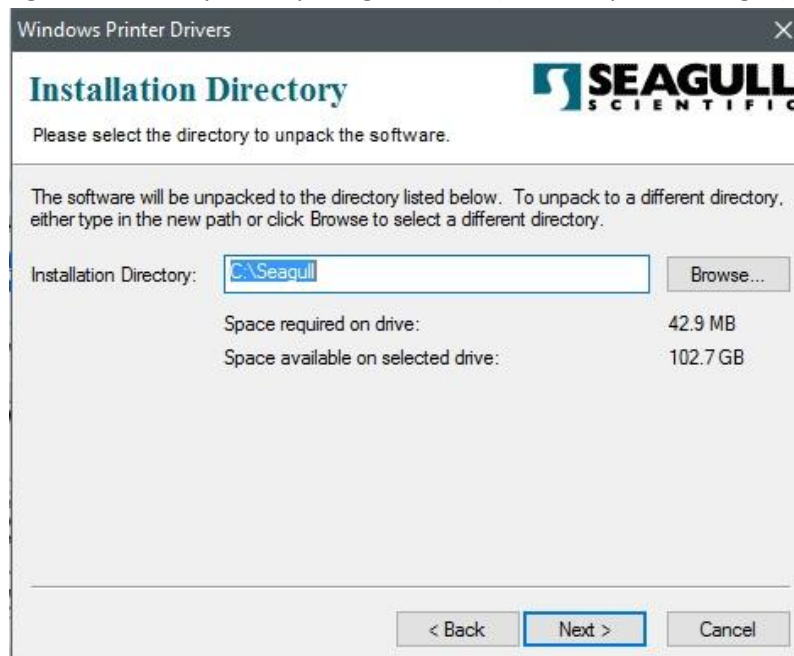 Windows Printer Drivers
Installation Directory
SEAGULL
SCIENTIFIC
Please select the directory to unpack the software.
The software will be unpacked to the directory listed below. To unpack to a different directory,
either type in the new path or click Browse to select a different directory.
Installation Directory: C:\Seagull Browse...
Space required on drive: 42.9 MB
Space available on selected drive: 102.7 GB
< Back Next > Cancel